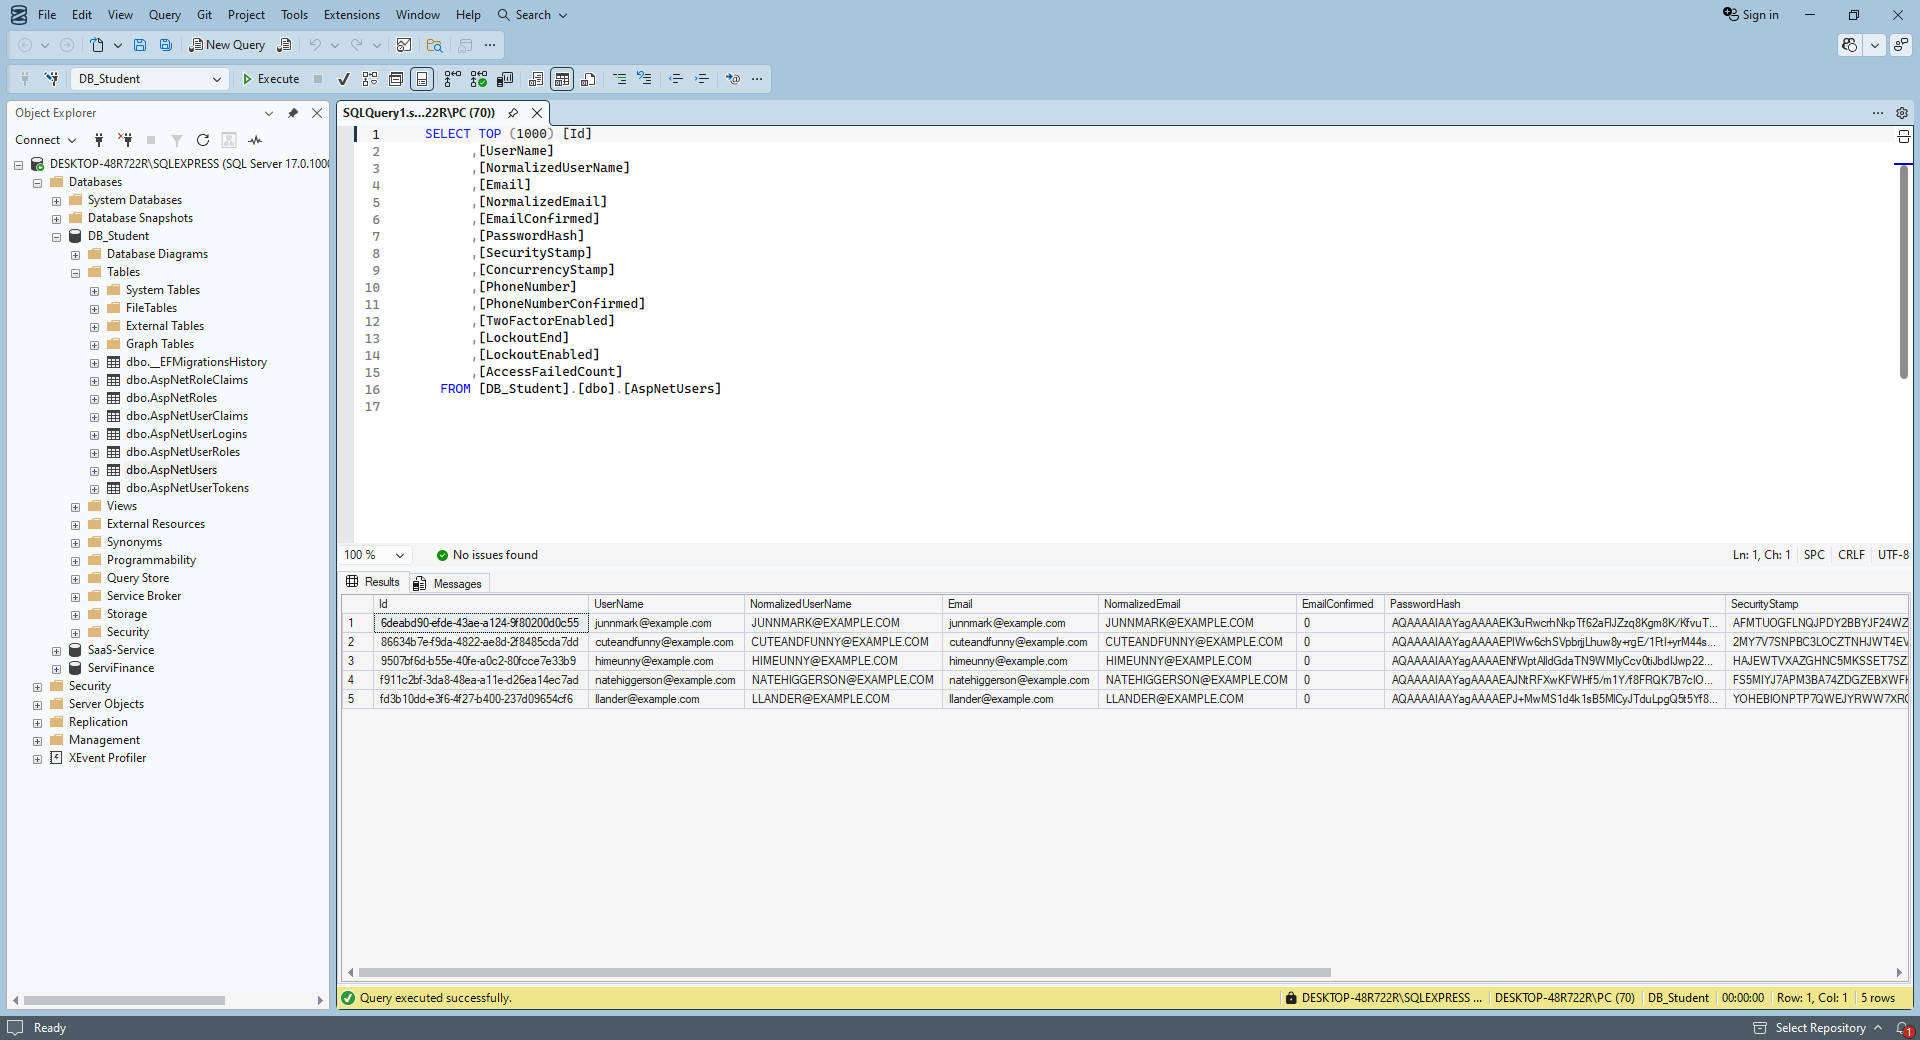 File Edit View Query Git Project Tools Extensions Window Help Search Sign in
New Query
DB_Student Execute
Object Explorer
Connect
DESKTOP-48R722R\SQLEXPRESS (SQL Server 17.0.100
Databases
System Databases
Database Snapshots
DB_Student
Database Diagrams
Tables
System Tables
FileTables
External Tables
Graph Tables
dbo.__EFMigrationsHistory
dbo.AspNetRoleClaims
dbo.AspNetRoles
dbo.AspNetUserClaims
dbo.AspNetUserLogins
dbo.AspNetUserRoles
dbo.AspNetUsers
dbo.AspNetUserTokens
Views
External Resources
Synonyms
Programmability
Query Store
Service Broker
Storage
Security
SaaS-Service
ServiFinance
Security
Server Objects
Replication
Management
XEvent Profiler
SQLQuery1.s...22R\PC (70))
1 SELECT TOP (1000) [Id]
2 ,[UserName]
3 ,[NormalizedUserName]
4 ,[Email]
5 ,[NormalizedEmail]
6 ,[EmailConfirmed]
7 ,[PasswordHash]
8 ,[SecurityStamp]
9 ,[ConcurrencyStamp]
10 ,[PhoneNumber]
11 ,[PhoneNumberConfirmed]
12 ,[TwoFactorEnabled]
13 ,[LockoutEnd]
14 ,[LockoutEnabled]
15 ,[AccessFailedCount]
16 FROM [DB_Student].[dbo].[AspNetUsers]
17
100 % No issues found Ln: 1, Ch: 1 SPC CRLF UTF-8
Results Messages
Id UserName NormalizedUserName Email NormalizedEmail EmailConfirmed PasswordHash SecurityStamp
1 6deabd90-efde-43ae-a124-9f80200d0c55 junnmark@example.com JUNNMARK@EXAMPLE.COM junnmark@example.com JUNNMARK@EXAMPLE.COM 0
2 86634b7e-f9da-4822-ae8d-2f8485cda7dd cuteandfunny@example.com CUTEANDFUNNY@EXAMPLE.COM cuteandfunny@example.com CUTEANDFUNNY@EXAMPLE.COM 0
3 9507bf6d-b55e-40fe-a0c2-80fcce7e33b9 himeunny@example.com HIMEUNNY@EXAMPLE.COM himeunny@example.com HIMEUNNY@EXAMPLE.COM 0
4 f911c2bf-3da8-48ea-a11e-d26ea14ec7ad natehiggerson@example.com NATEHIGGERSON@EXAMPLE.COM natehiggerson@example.com NATEHIGGERSON@EXAMPLE.COM 0
5 fd3b10dd-e3f6-4f27-b400-237d09654cf6 llander@example.com LLANDER@EXAMPLE.COM llander@example.com LLANDER@EXAMPLE.COM 0
Query executed successfully. DESKTOP-48R722R\SQLEXPRESS ... DESKTOP-48R722R\PC (70) DB_Student 00:00:00 Row: 1, Col: 1 5 rows
Ready Select Repository 1